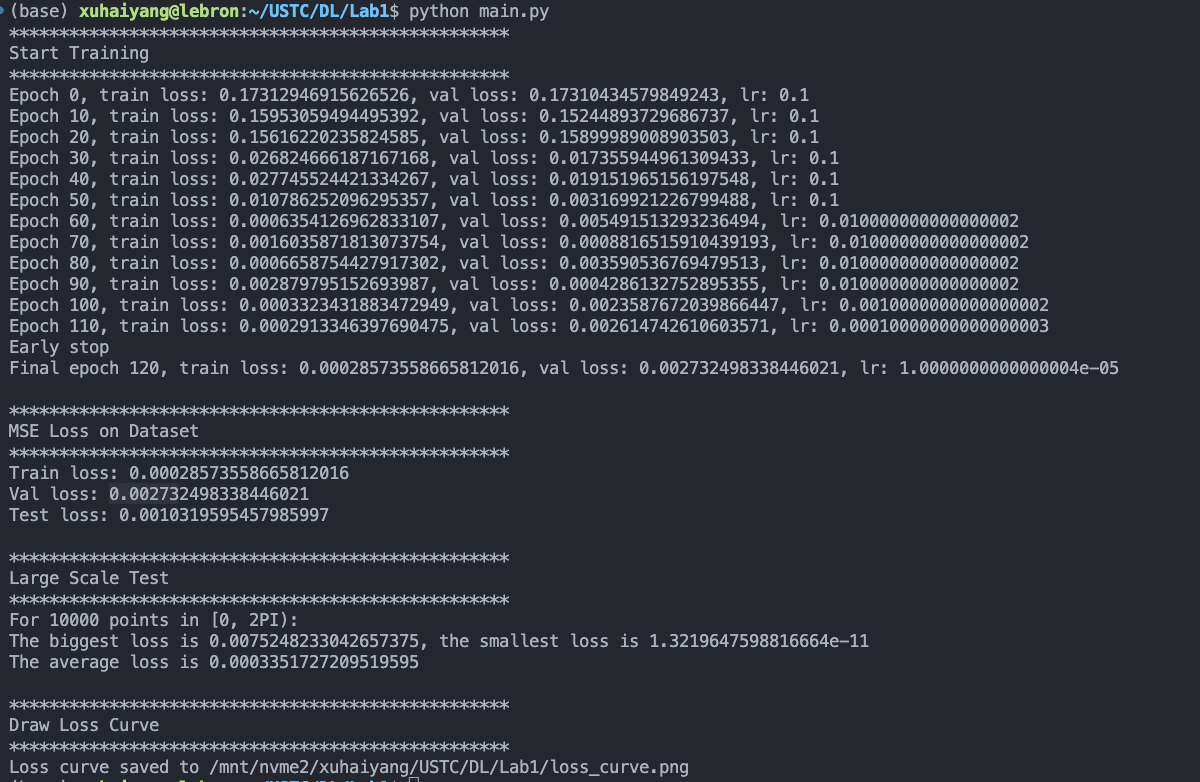 (base) xuhaiyang@lebron:~/USTC/DL/Lab1$ python main.py
**************************************************
Start Training
**************************************************
Epoch 0, train loss: 0.17312946915626526, val loss: 0.17310434579849243, lr: 0.1
Epoch 10, train loss: 0.15953059494495392, val loss: 0.15244893729686737, lr: 0.1
Epoch 20, train loss: 0.15616220235824585, val loss: 0.15899989008903503, lr: 0.1
Epoch 30, train loss: 0.026824666187167168, val loss: 0.017355944961309433, lr: 0.1
Epoch 40, train loss: 0.027745524421334267, val loss: 0.019151965156197548, lr: 0.1
Epoch 50, train loss: 0.010786252096295357, val loss: 0.003169921226799488, lr: 0.1
Epoch 60, train loss: 0.0006354126962833107, val loss: 0.005491513293236494, lr: 0.010000000000000002
Epoch 70, train loss: 0.0016035871813073754, val loss: 0.0008816515910439193, lr: 0.010000000000000002
Epoch 80, train loss: 0.0006658754427917302, val loss: 0.003590536769479513, lr: 0.010000000000000002
Epoch 90, train loss: 0.002879795152693987, val loss: 0.0004286132752895355, lr: 0.010000000000000002
Epoch 100, train loss: 0.0003323431883472949, val loss: 0.0023587672039866447, lr: 0.0010000000000000002
Epoch 110, train loss: 0.0002913346397690475, val loss: 0.002614742610603571, lr: 0.00010000000000000003
Early stop
Final epoch 120, train loss: 0.00028573558665812016, val loss: 0.002732498338446021, lr: 1.0000000000000004e-05
**************************************************
MSE Loss on Dataset
**************************************************
Train loss: 0.00028573558665812016
Val loss: 0.002732498338446021
Test loss: 0.0010319595457985997
**************************************************
Large Scale Test
**************************************************
For 10000 points in [0, 2PI):
The biggest loss is 0.0075248233042657375, the smallest loss is 1.3219647598816664e-11
The average loss is 0.0003351727209519595
**************************************************
Draw Loss Curve
**************************************************
Loss curve saved to /mnt/nvme2/xuhaiyang/USTC/DL/Lab1/loss_curve.png